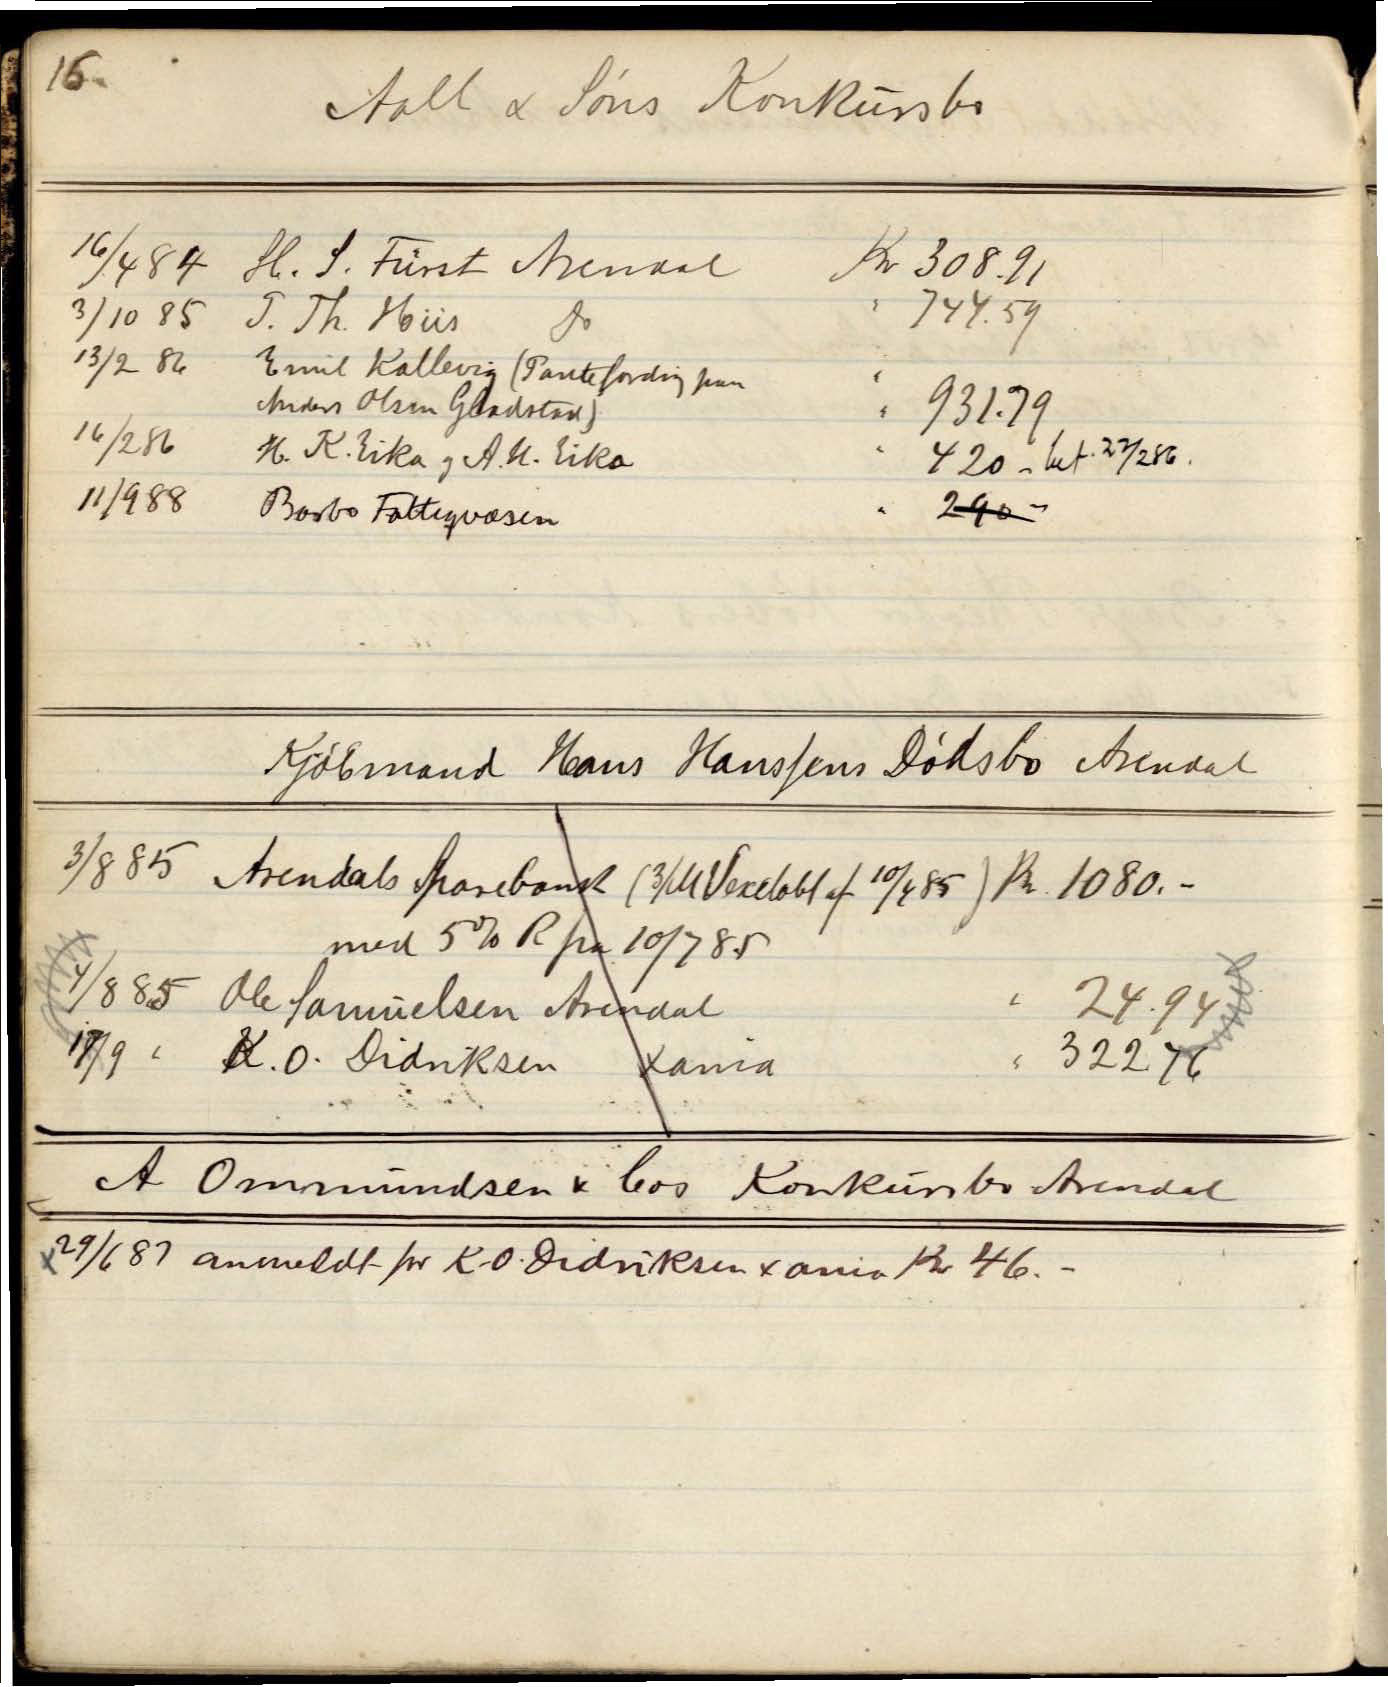 16
Aall & Søns Konkursbo
16/4 84 H. S. Fürst Arendal Kr 308.91
3/10 85 T. Th. Hiis Do " 744.59
13/2 86 Emil Kallevig (Pantefordring paa "
Anders Olsen Gladstad) " 931.79
16/2 86 H. K. Eika og A. H. Eika " 420 - bet. 27/2 86.
11/9 88 Barbo Fattigvæsen " 290 -
Kjøbmand Hans Hanssens Dødsbo Arendal
3/8 85 Arendals Sparebank (3/M Vexelobl af 10/4 85) Kr. 1080.-
med 5% R fra 10/7 85
4/8 85 Ole Samuelsen Arendal " 24.94
17/9 " K. O. Didriksen Xania " 322 76
A Ommundsen & Cos Konkursbo Arendal
x 29/6 87 anmeldt for K. O. Didriksen Xania Kr 46.-